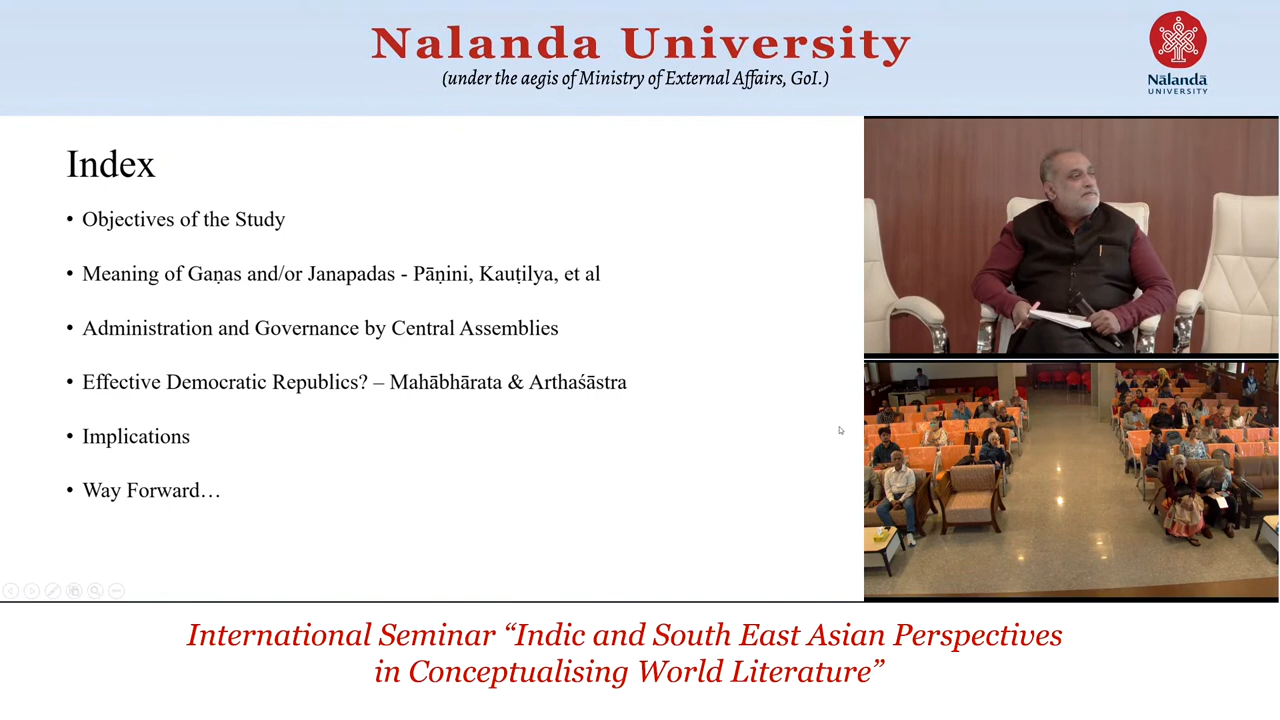 Nalanda University
(under the aegis of Ministry of External Affairs, GoI.)
Nālandā
UNIVERSITY
Index
• Objectives of the Study
• Meaning of Gaṇas and/or Janapadas - Pāṇini, Kauṭilya, et al
• Administration and Governance by Central Assemblies
• Effective Democratic Republics? – Mahābhārata & Arthaśāstra
• Implications
• Way Forward…
International Seminar “Indic and South East Asian Perspectives
in Conceptualising World Literature”